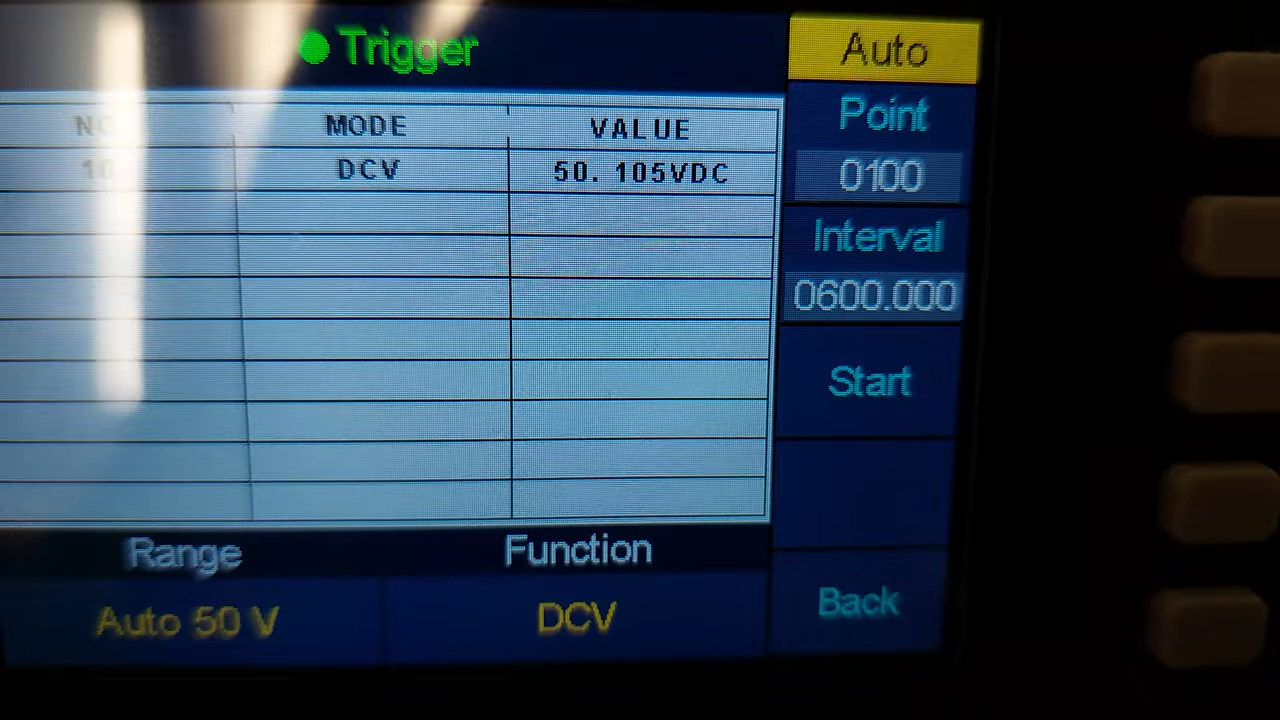 Trigger
Auto
MODE VALUE
DCV 50. 105VDC
Point
0100
Interval
0600.000
Start
Range Function
Auto 50 V DCV
Back